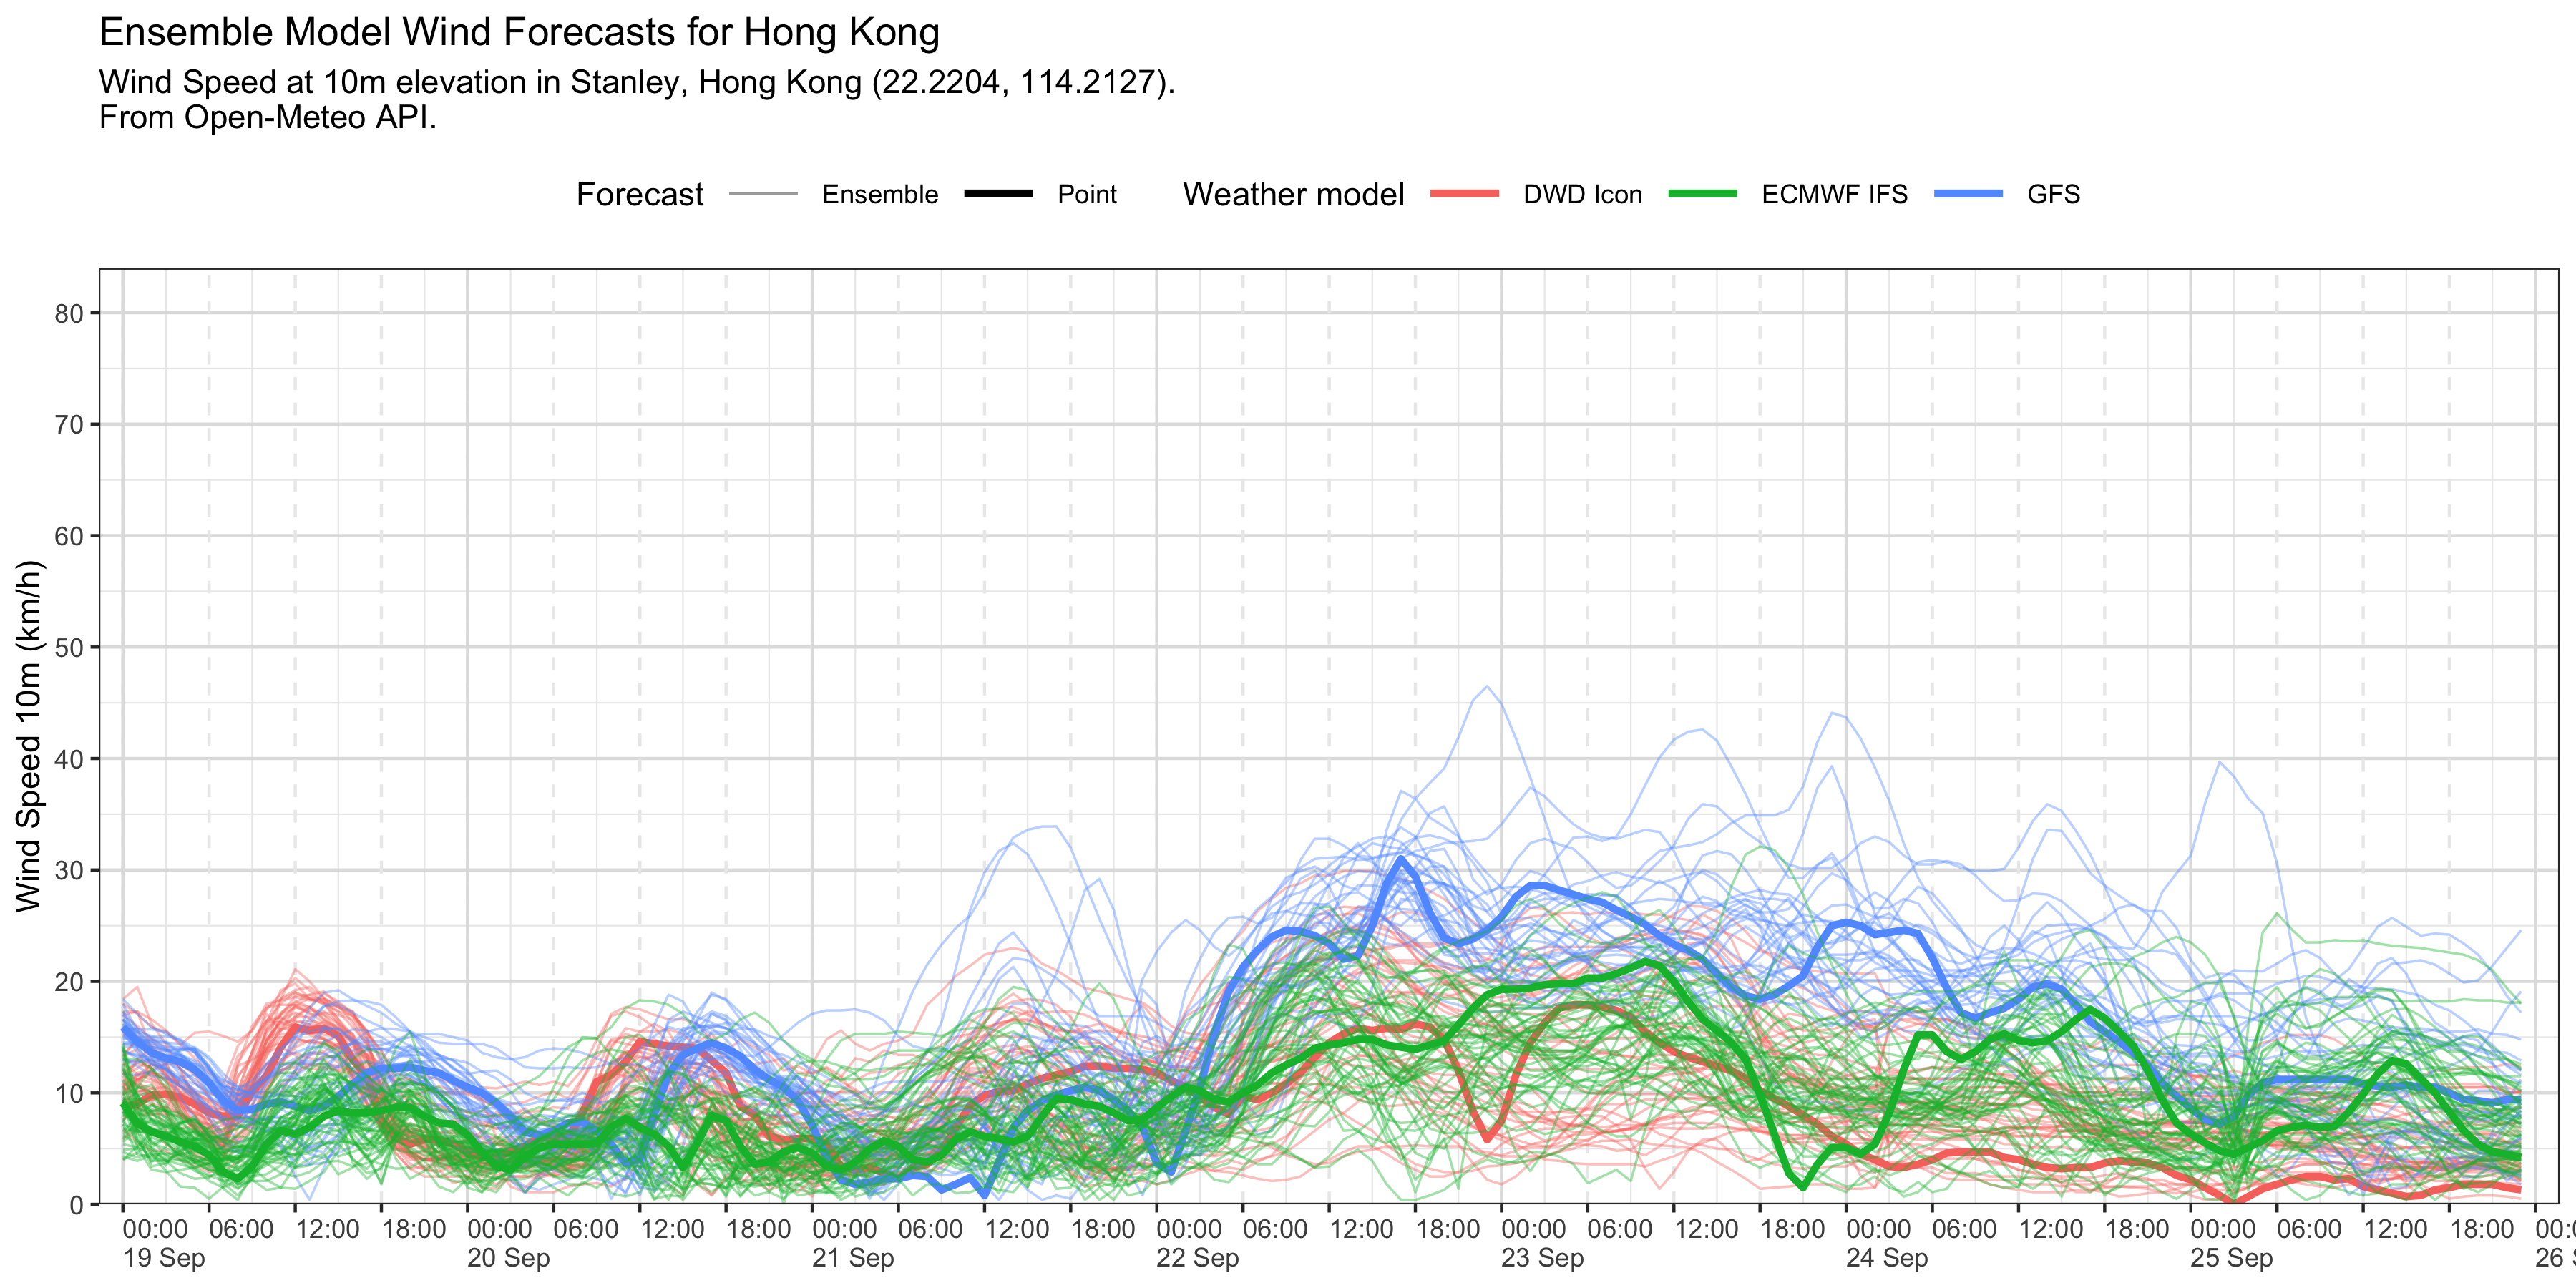 Ensemble Model Wind Forecasts for Hong Kong
Wind Speed at 10m elevation in Stanley, Hong Kong (22.2204, 114.2127).
From Open-Meteo API.
Forecast Ensemble Point Weather model DWD Icon ECMWF IFS GFS
Wind Speed 10m (km/h)
80
70
60
50
40
30
20
10
0
00:00 06:00 12:00 18:00 00:00 06:00 12:00 18:00 00:00 06:00 12:00 18:00 00:00 06:00 12:00 18:00 00:00 06:00 12:00 18:00 00:00 06:00 12:00 18:00 00:00 06:00 12:00 18:00
19 Sep 20 Sep 21 Sep 22 Sep 23 Sep 24 Sep 25 Sep 26